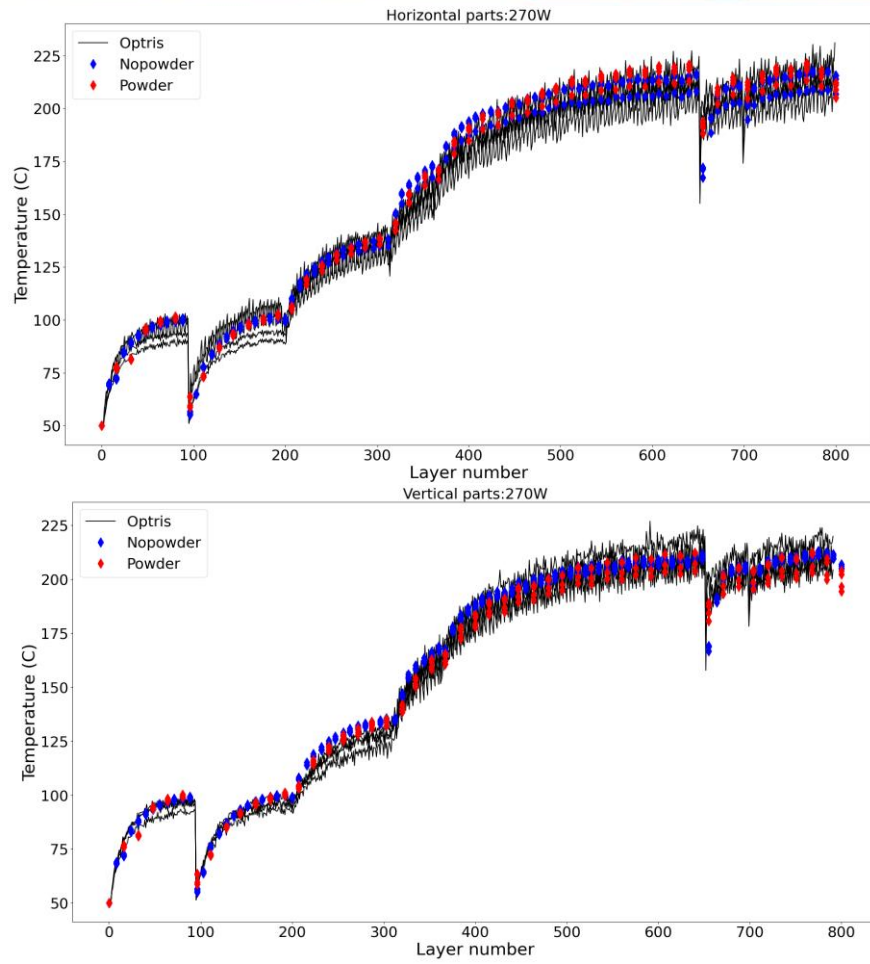 Horizontal parts:270W
Optris
Nopowder
Powder
225
200
175
150
125
100
75
50
Temperature (C)
0 100 200 300 400 500 600 700 800
Layer number
Vertical parts:270W
Optris
Nopowder
Powder
225
200
175
150
125
100
75
50
Temperature (C)
0 100 200 300 400 500 600 700 800
Layer number